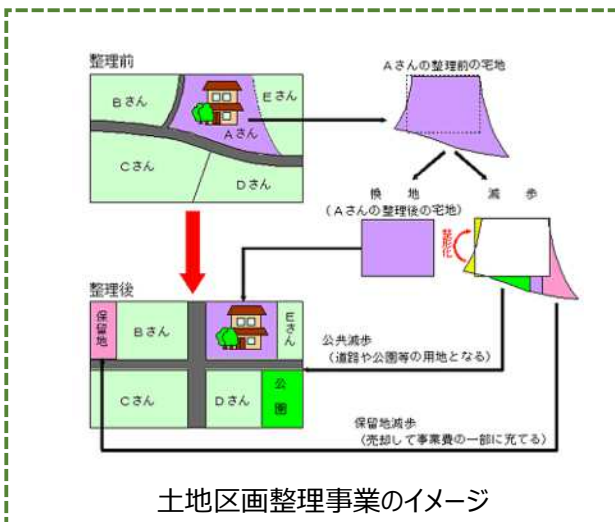 整理前
Bさん
Eさん
Aさん
Cさん
Dさん
Aさんの整理前の宅地
換地
(Aさんの整理後の宅地)
減歩
整形化
整理後
保留地
Bさん
Eさん
Cさん
Dさん
公園
公共減歩
(道路や公園等の用地となる)
保留地減歩
(売却して事業費の一部に充てる)
土地区画整理事業のイメージ